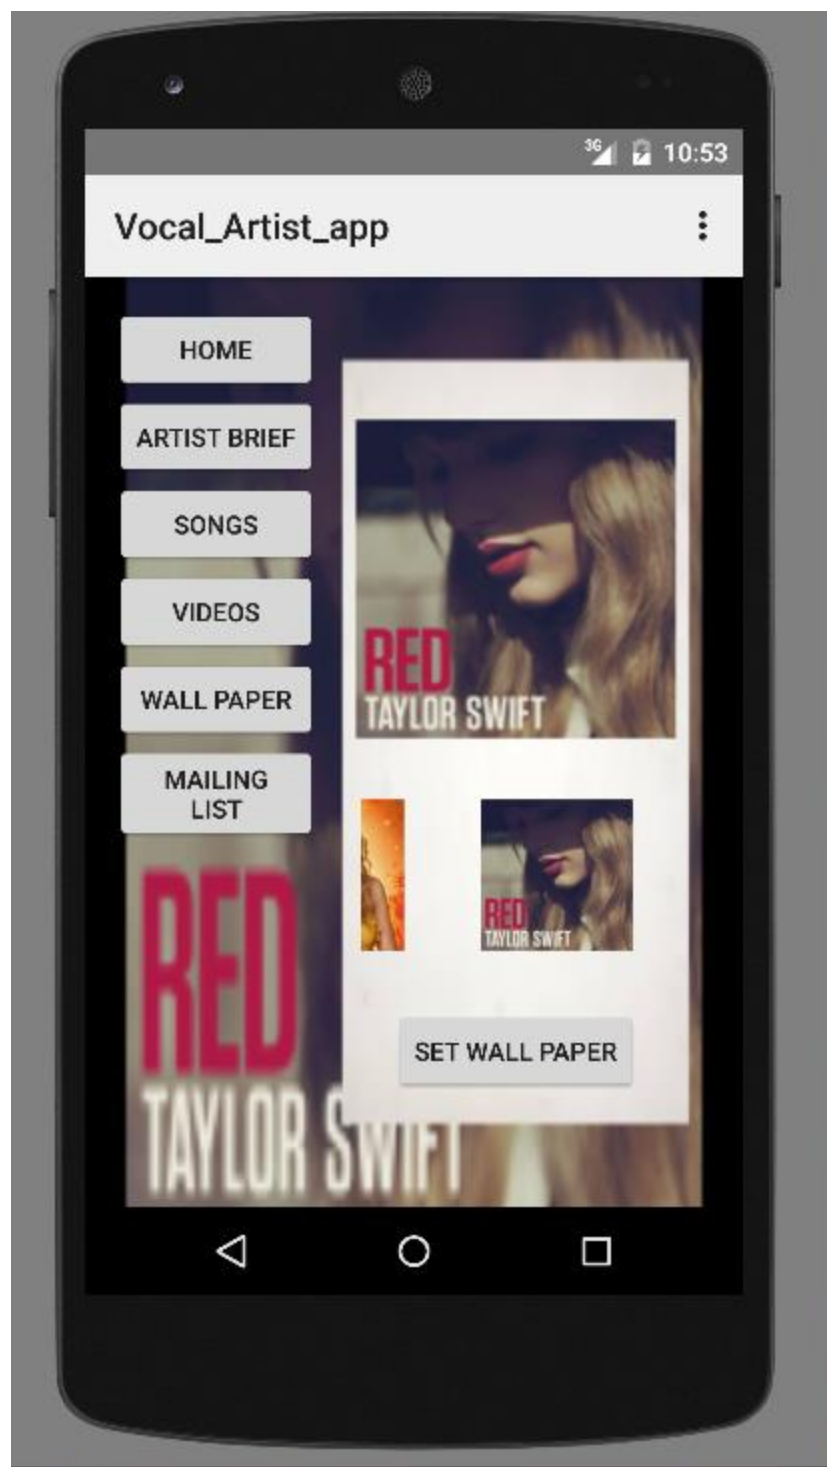 3G 10:53
Vocal_Artist_app
HOME
ARTIST BRIEF
SONGS
VIDEOS
WALL PAPER
MAILING
LIST
RED
TAYLOR SWIFT
RED
TAYLOR SWIFT
SET WALL PAPER
RED
TAYLOR SWIFT